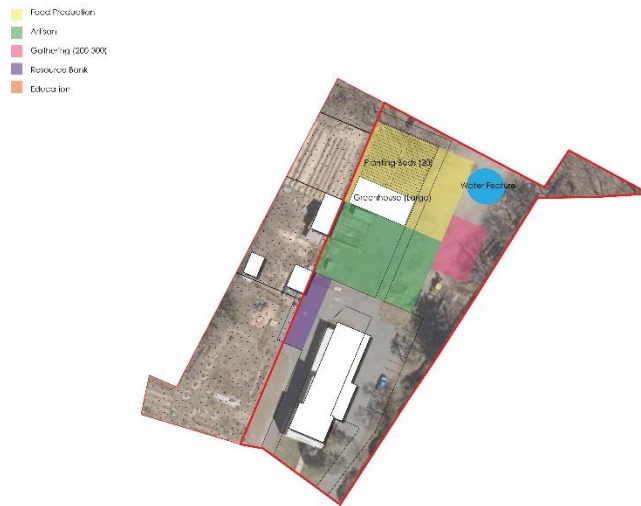 Food Production
Artisan
Gathering (200-300)
Resource Bank
Education
Planting Beds (20)
Water Feature
Greenhouse (Large)